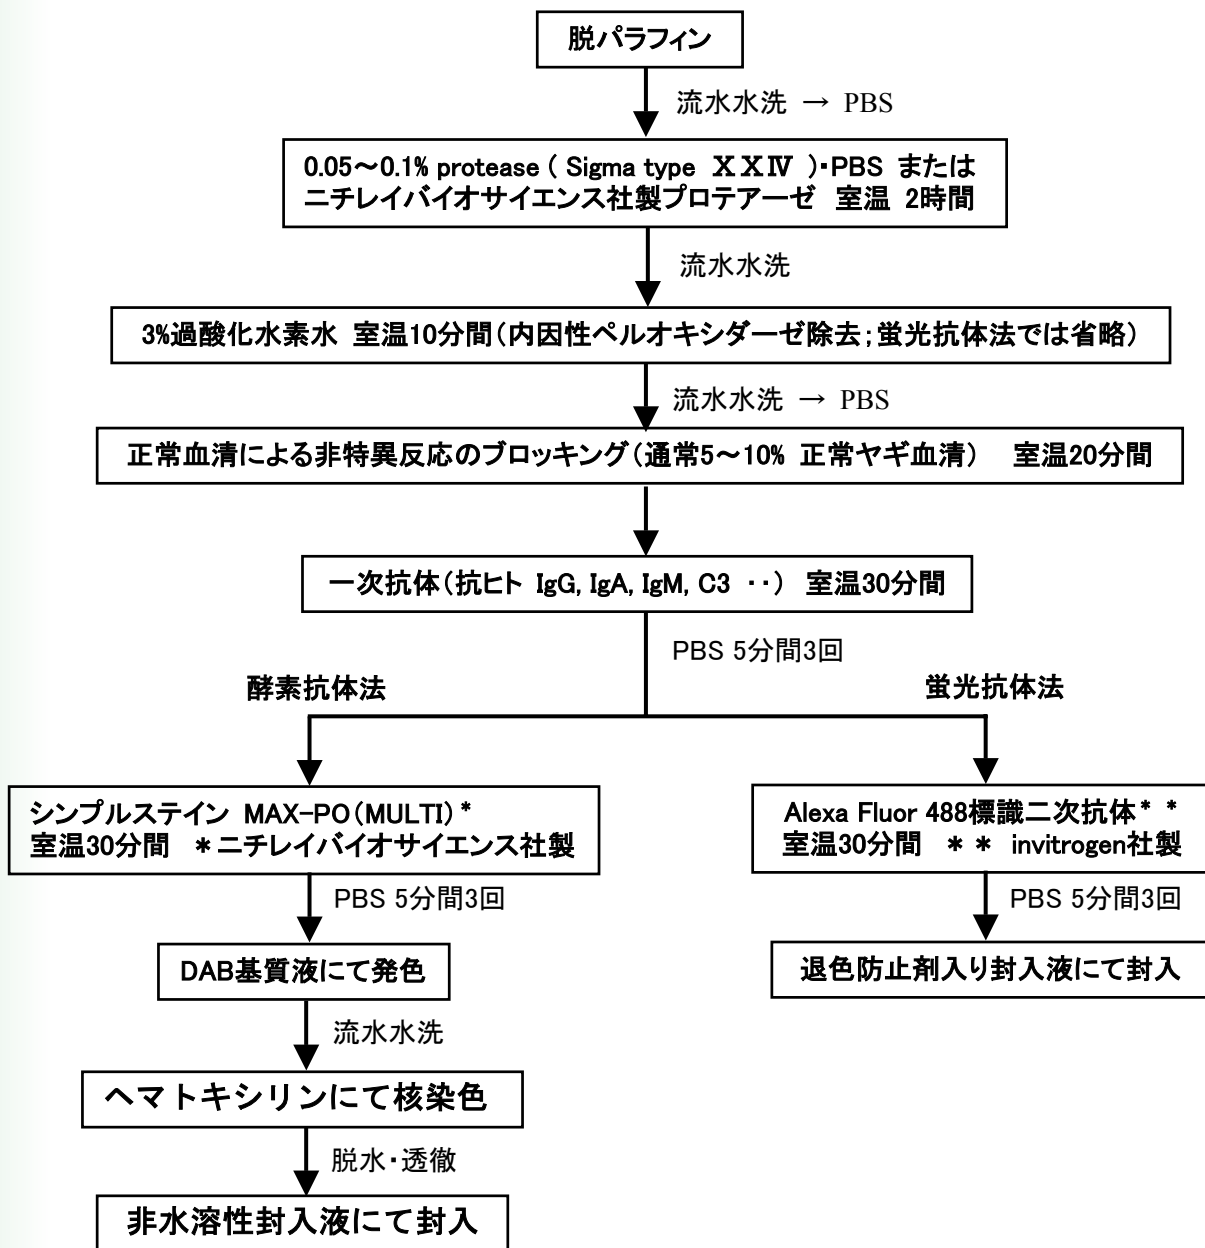 脱パラフィン
流水水洗 → PBS
0.05~0.1% protease ( Sigma type ⅩⅩⅣ )・PBS または
ニチレイバイオサイエンス社製プロテアーゼ 室温 2時間
流水水洗
3%過酸化水素水 室温10分間(内因性ペルオキシダーゼ除去;蛍光抗体法では省略)
流水水洗 → PBS
正常血清による非特異反応のブロッキング(通常5~10% 正常ヤギ血清) 室温20分間
一次抗体(抗ヒト IgG, IgA, IgM, C3 ‥) 室温30分間
PBS 5分間3回
酵素抗体法
蛍光抗体法
シンプルステイン MAX-PO(MULTI)*
室温30分間 *ニチレイバイオサイエンス社製
Alexa Fluor 488標識二次抗体* *
室温30分間 * * invitrogen社製
PBS 5分間3回
PBS 5分間3回
DAB基質液にて発色
退色防止剤入り封入液にて封入
流水水洗
ヘマトキシリンにて核染色
脱水・透徹
非水溶性封入液にて封入